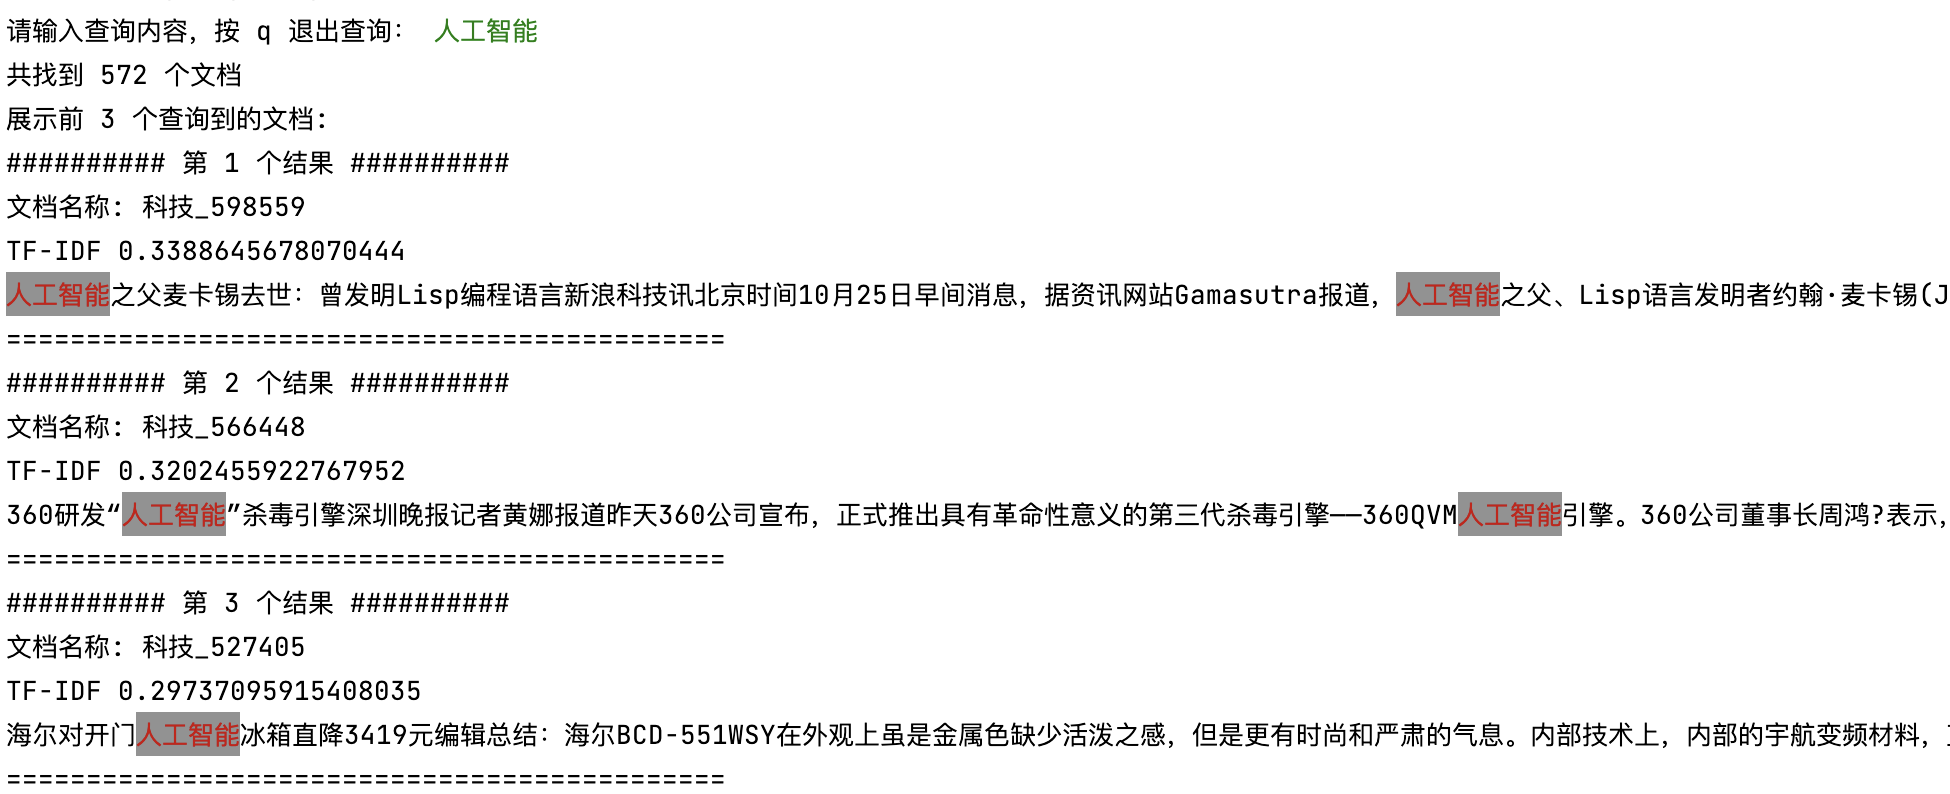 请输入查询内容，按 q 退出查询： 人工智能
共找到 572 个文档
展示前 3 个查询到的文档:
########## 第 1 个结果 ##########
文档名称: 科技_598559
TF-IDF 0.3388645678070444
人工智能之父麦卡锡去世：曾发明Lisp编程语言新浪科技讯北京时间10月25日早间消息，据资讯网站Gamasutra报道，人工智能之父、Lisp语言发明者约翰·麦卡锡(J
=============================================
########## 第 2 个结果 ##########
文档名称: 科技_566448
TF-IDF 0.3202455922767952
360研发“人工智能”杀毒引擎深圳晚报记者黄娜报道昨天360公司宣布，正式推出具有革命性意义的第三代杀毒引擎——360QVM人工智能引擎。360公司董事长周鸿?表示，
=============================================
########## 第 3 个结果 ##########
文档名称: 科技_527405
TF-IDF 0.29737095915408035
海尔对开门人工智能冰箱直降3419元编辑总结：海尔BCD-551WSY在外观上虽是金属色缺少活泼之感，但是更有时尚和严肃的气息。内部技术上，内部的宇航变频材料，
=============================================